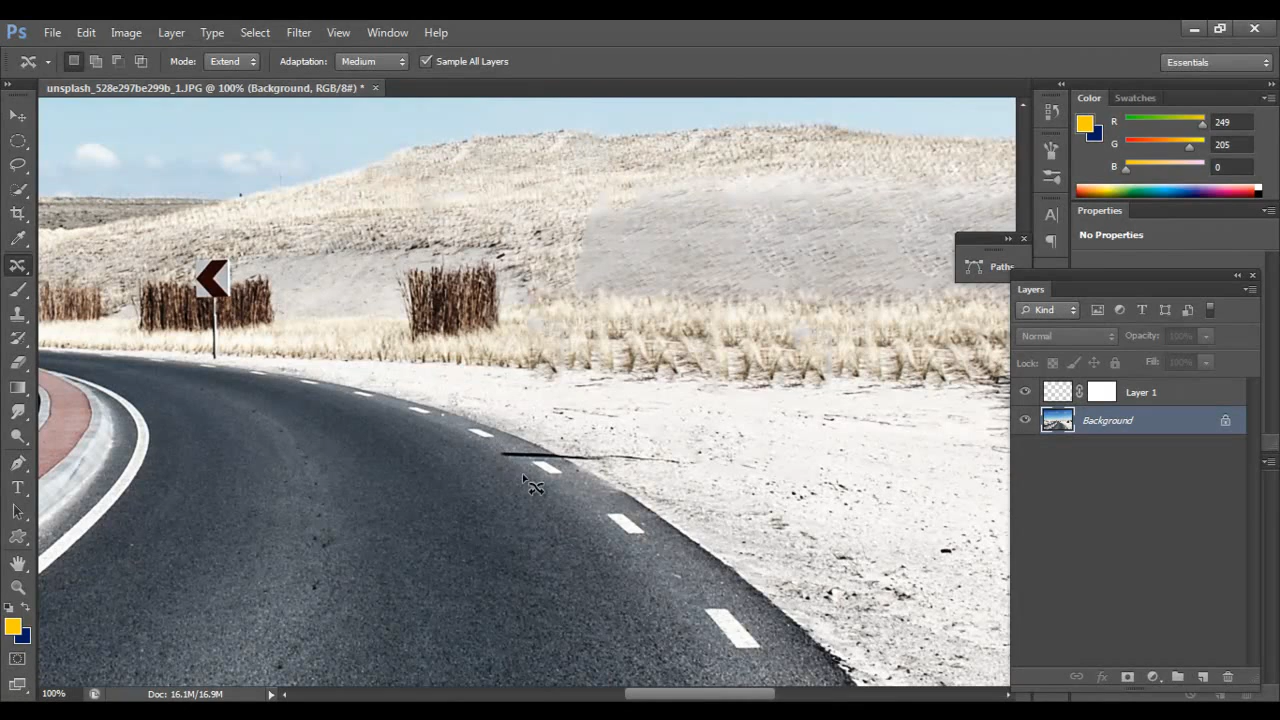 Ps File Edit Image Layer Type Select Filter View Window Help
Mode: Extend Adaptation: Medium Sample All Layers Essentials
unsplash_528e297be299b_1.JPG @ 100% (Background, RGB/8#) *
Color Swatches
R 249
G 205
B 0
Properties
No Properties
Paths
Layers
Kind
Normal Opacity: 100%
Lock: Fill: 100%
Layer 1
Background
100% Doc: 16.1M/16.9M